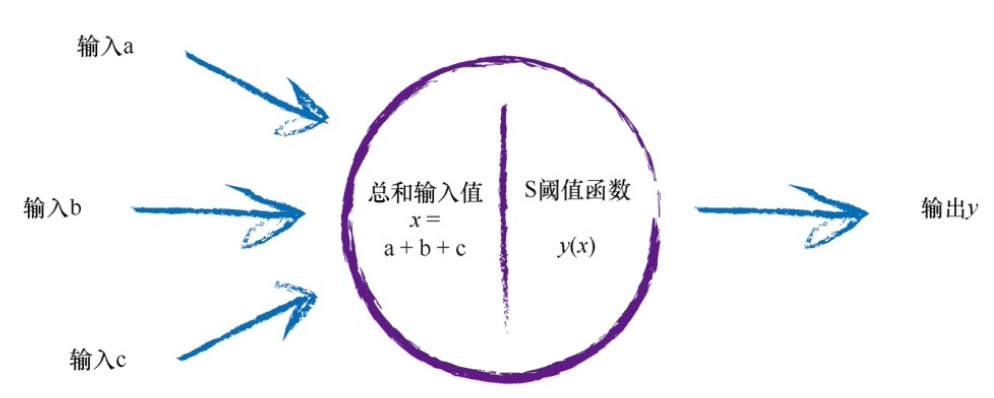 输入a
输入b
输入c
总和输入值
x =
a + b + c
S阈值函数
y(x)
输出y